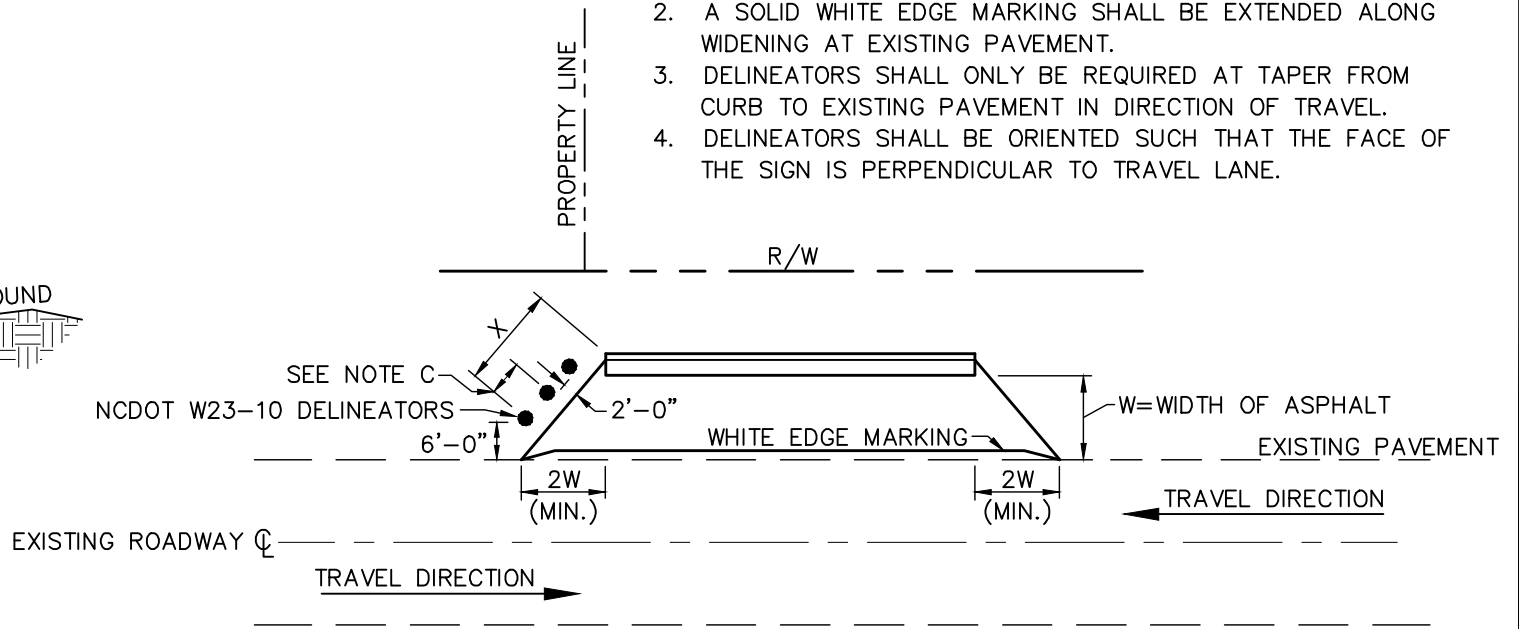 2. A SOLID WHITE EDGE MARKING SHALL BE EXTENDED ALONG
WIDENING AT EXISTING PAVEMENT.
3. DELINEATORS SHALL ONLY BE REQUIRED AT TAPER FROM
CURB TO EXISTING PAVEMENT IN DIRECTION OF TRAVEL.
4. DELINEATORS SHALL BE ORIENTED SUCH THAT THE FACE OF
THE SIGN IS PERPENDICULAR TO TRAVEL LANE.
PROPERTY LINE
R/W
OUND
X
SEE NOTE C
NCDOT W23-10 DELINEATORS
2'-0"
6'-0"
W=WIDTH OF ASPHALT
WHITE EDGE MARKING
EXISTING PAVEMENT
2W
(MIN.)
2W
(MIN.)
TRAVEL DIRECTION
EXISTING ROADWAY ℄
TRAVEL DIRECTION